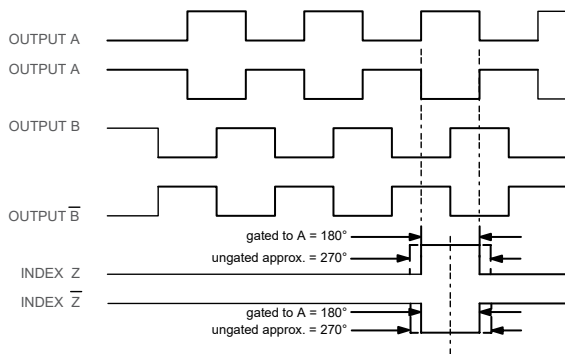 OUTPUT A
OUTPUT A
OUTPUT B
OUTPUT B̅
gated to A = 180°
ungated approx. = 270°
INDEX Z
INDEX Z̅
gated to A = 180°
ungated approx. = 270°